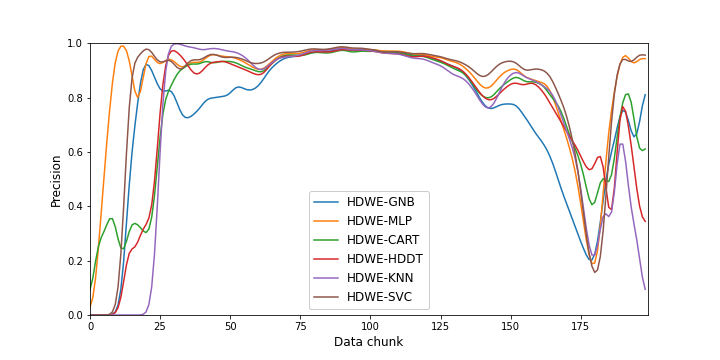 1.0
0.8
0.6
0.4
0.2
0.0
Precision
0
25
50
75
100
125
150
175
Data chunk
HDWE-GNB
HDWE-MLP
HDWE-CART
HDWE-HDDT
HDWE-KNN
HDWE-SVC